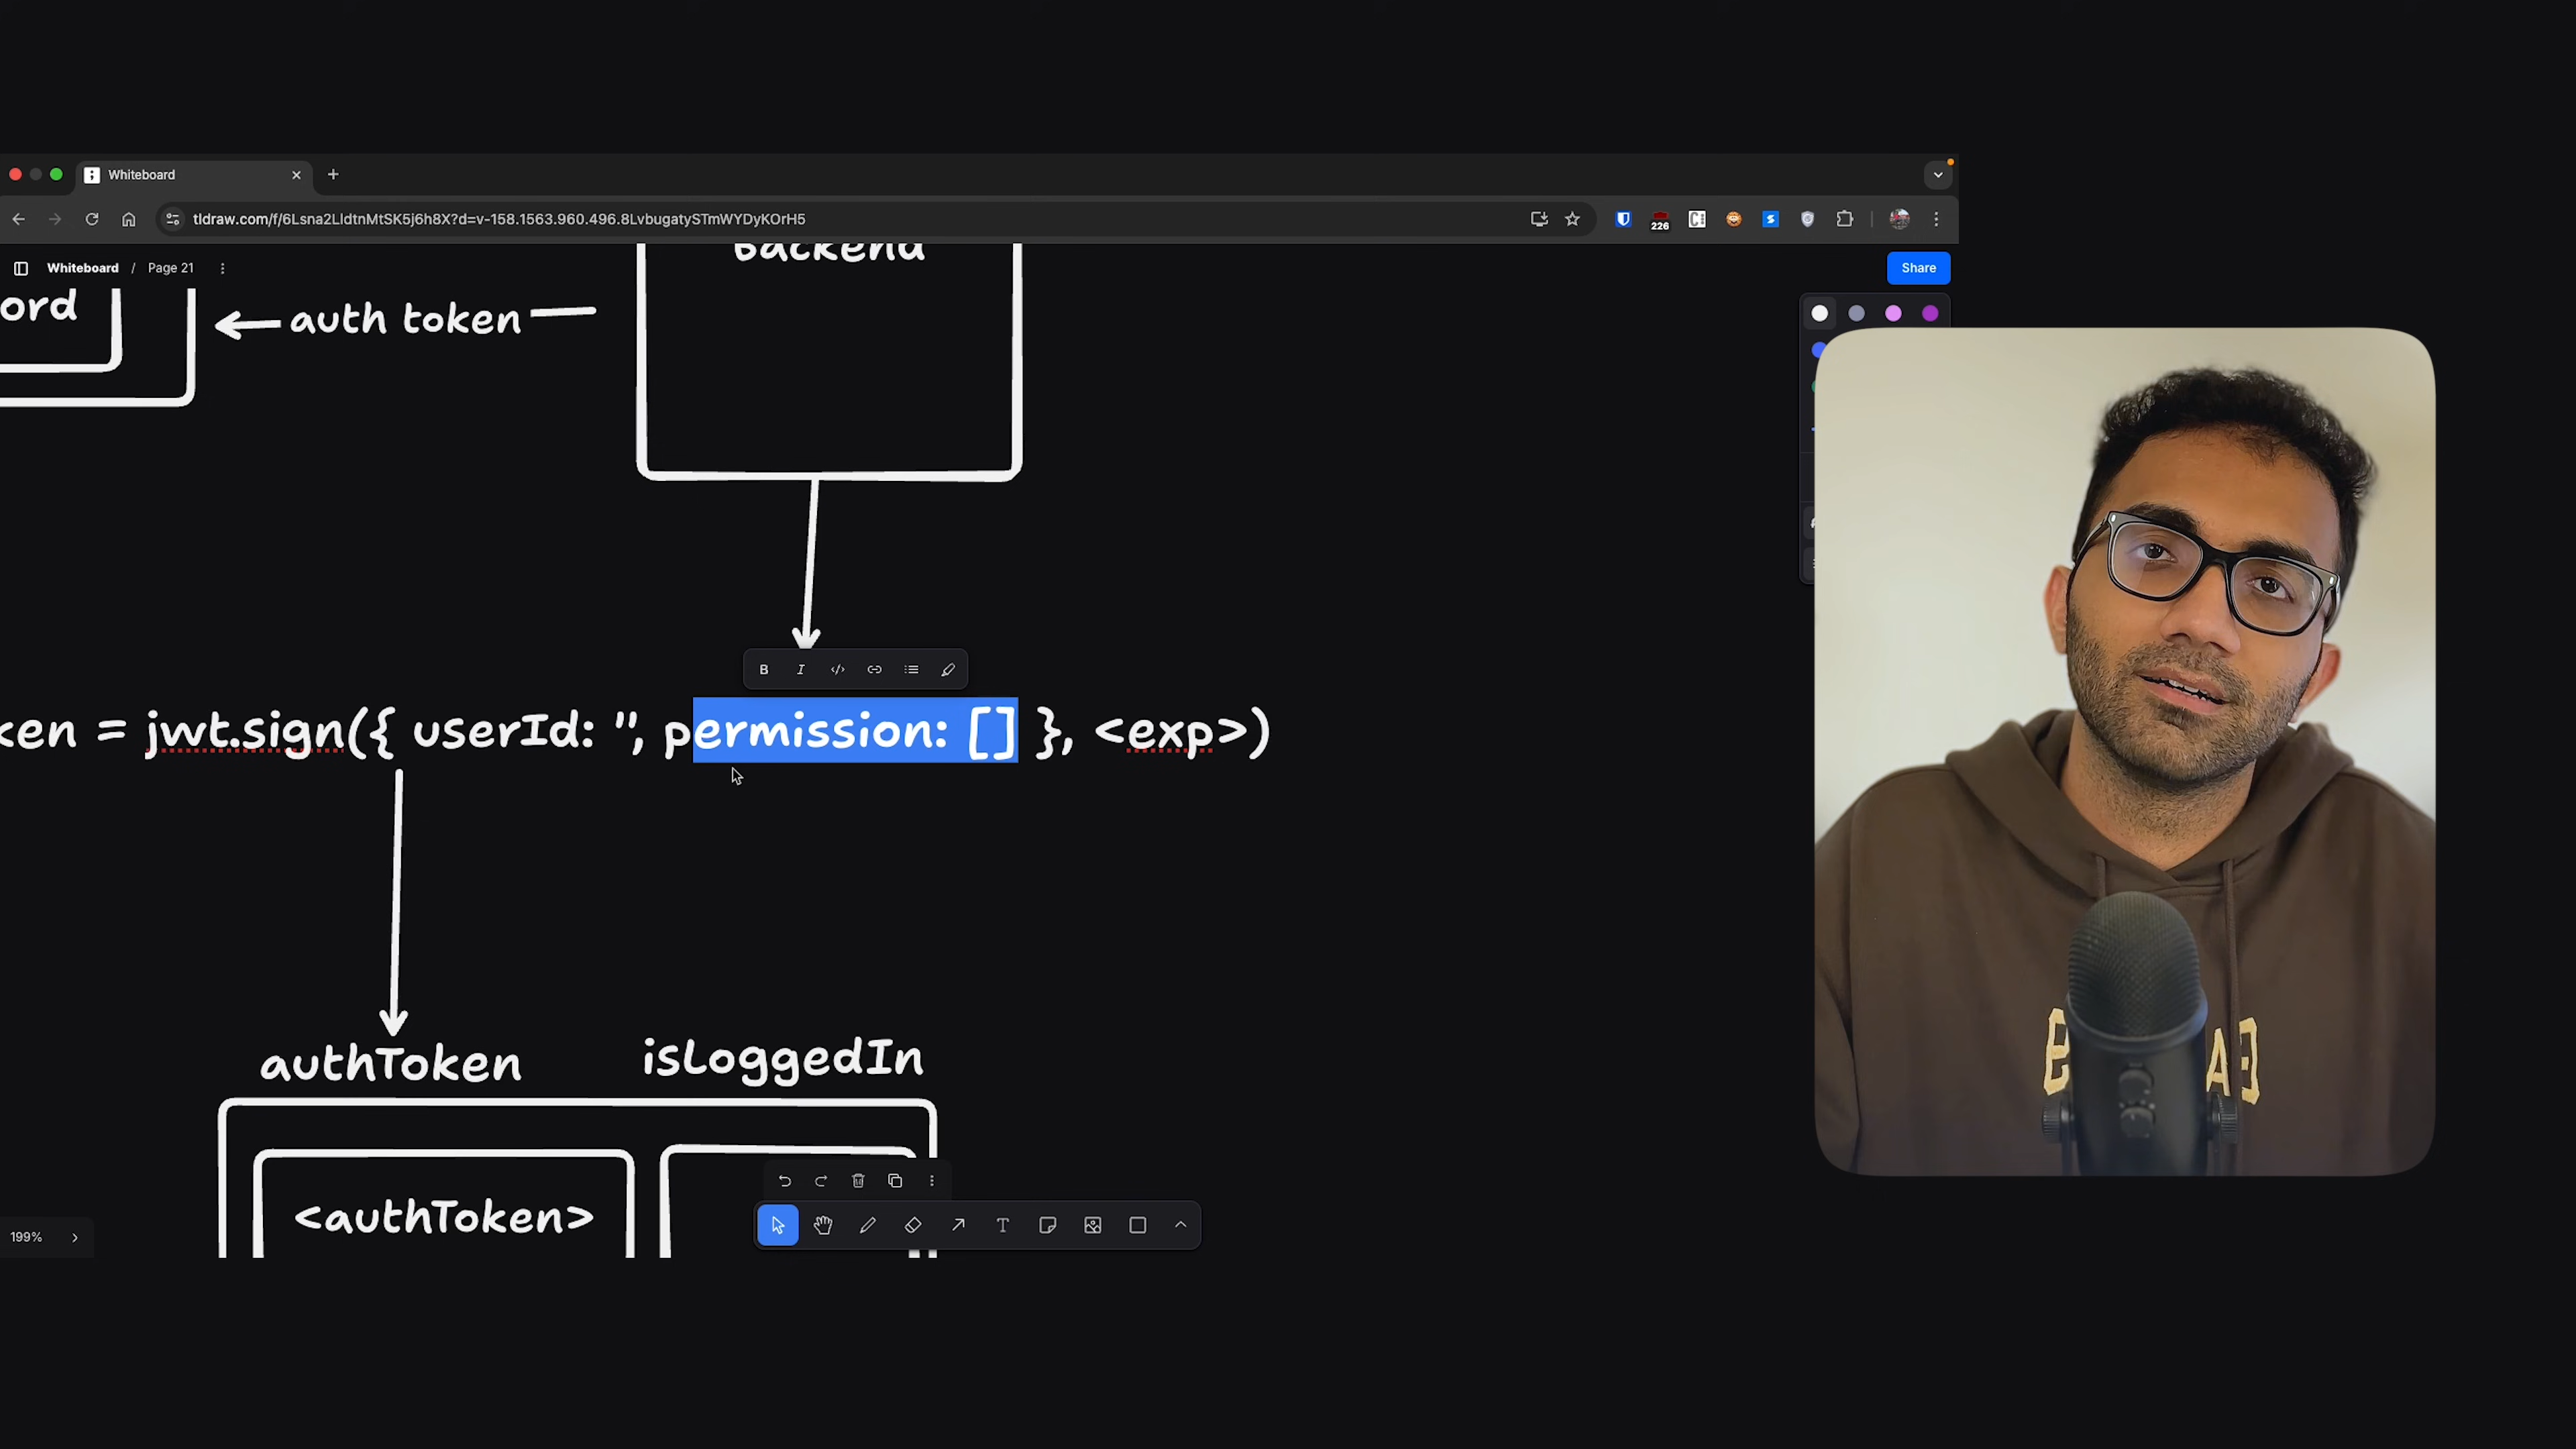 Whiteboard
tldraw.com/f/6Lsna2LldtnMtSK5j6h8X?d=v-158.1563.960.496.8LvbugatySTmWYDyKOrH5
226
Whiteboard / Page 21
Share
Backend
ord
auth token
B I </>
ken = jwt.sign({ userId: '', permission: [] }, <exp>)
authToken
isLoggedIn
<authToken>
199%